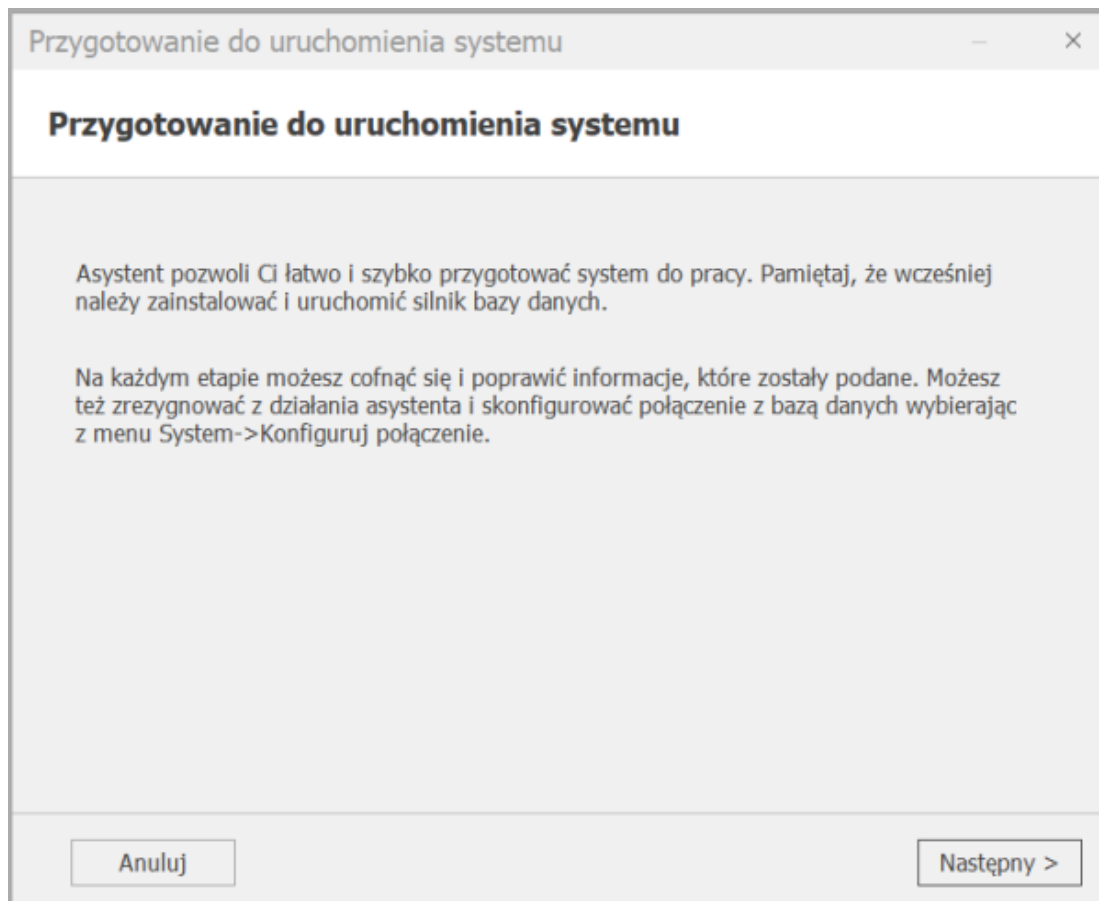 Przygotowanie do uruchomienia systemu
Przygotowanie do uruchomienia systemu
Asystent pozwoli Ci łatwo i szybko przygotować system do pracy. Pamiętaj, że wcześniej
należy zainstalować i uruchomić silnik bazy danych.
Na każdym etapie możesz cofnąć się i poprawić informacje, które zostały podane. Możesz
też zrezygnować z działania asystenta i skonfigurować połączenie z bazą danych wybierając
z menu System->Konfiguruj połączenie.
Anuluj
Następny >